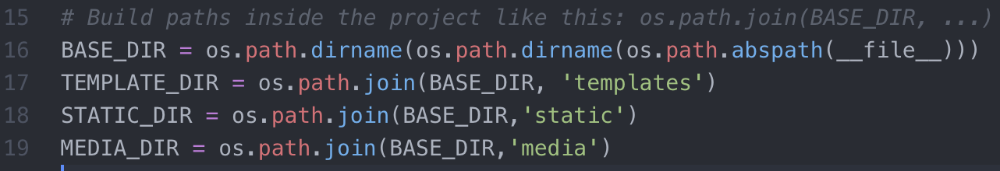 15 # Build paths inside the project like this: os.path.join(BASE_DIR, ...)
16 BASE_DIR = os.path.dirname(os.path.dirname(os.path.abspath(__file__)))
17 TEMPLATE_DIR = os.path.join(BASE_DIR, 'templates')
18 STATIC_DIR = os.path.join(BASE_DIR,'static')
19 MEDIA_DIR = os.path.join(BASE_DIR,'media')